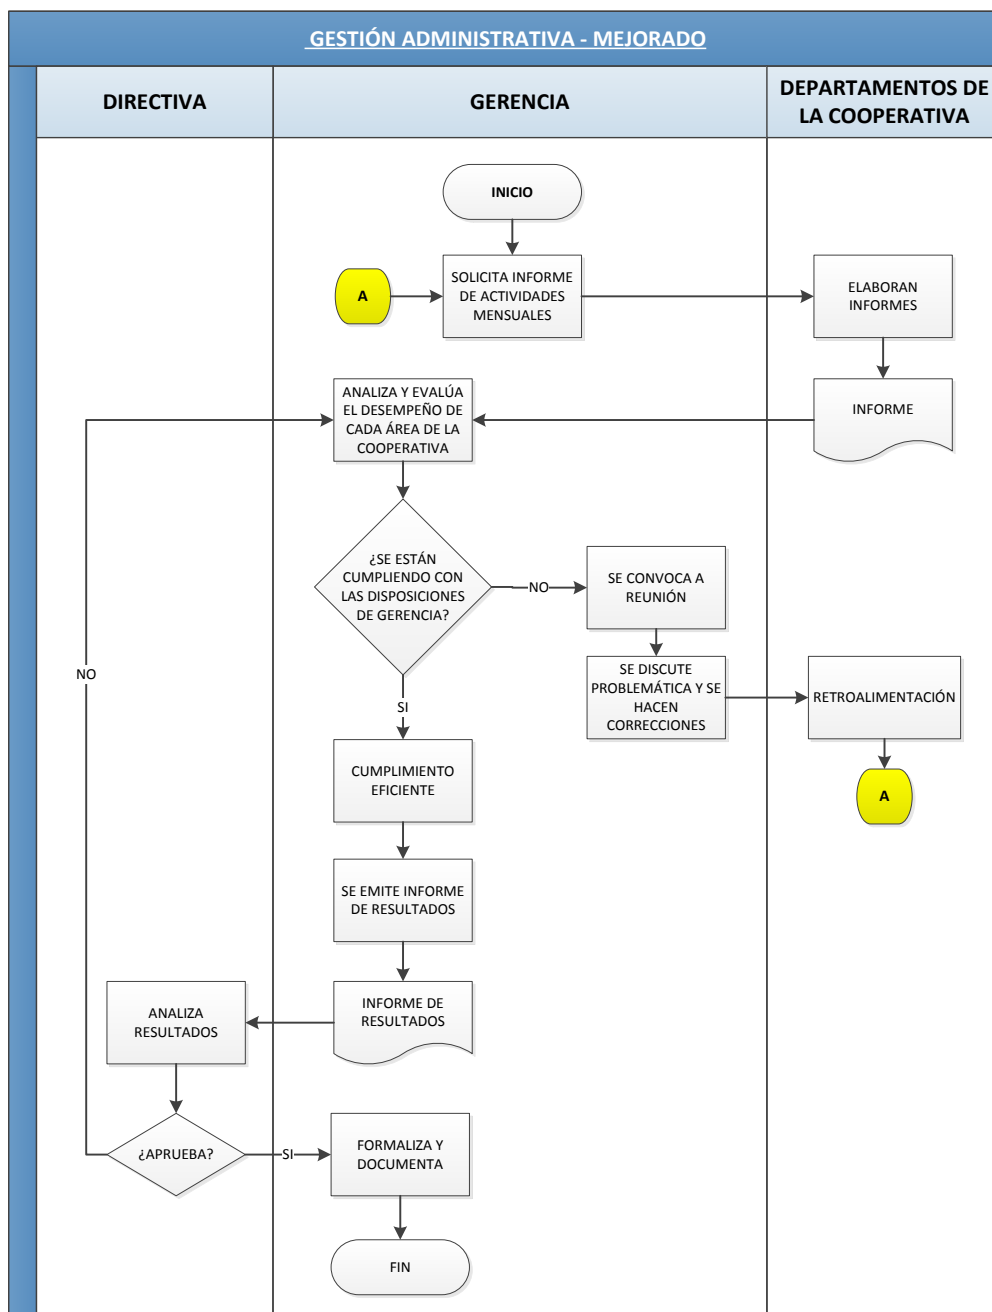 GESTIÓN ADMINISTRATIVA - MEJORADO
DIRECTIVA
GERENCIA
DEPARTAMENTOS DE
LA COOPERATIVA
INICIO
A
SOLICITA INFORME
DE ACTIVIDADES
MENSUALES
ELABORAN
INFORMES
ANALIZA Y EVALÚA
EL DESEMPEÑO DE
CADA ÁREA DE LA
COOPERATIVA
INFORME
¿SE ESTÁN
CUMPLIENDO CON
LAS DISPOSICIONES
DE GERENCIA?
NO
SE CONVOCA A
REUNIÓN
NO
SE DISCUTE
PROBLEMÁTICA Y SE
HACEN
CORRECCIONES
RETROALIMENTACIÓN
SI
CUMPLIMIENTO
EFICIENTE
A
SE EMITE INFORME
DE RESULTADOS
ANALIZA
RESULTADOS
INFORME DE
RESULTADOS
¿APRUEBA?
SI
FORMALIZA Y
DOCUMENTA
FIN